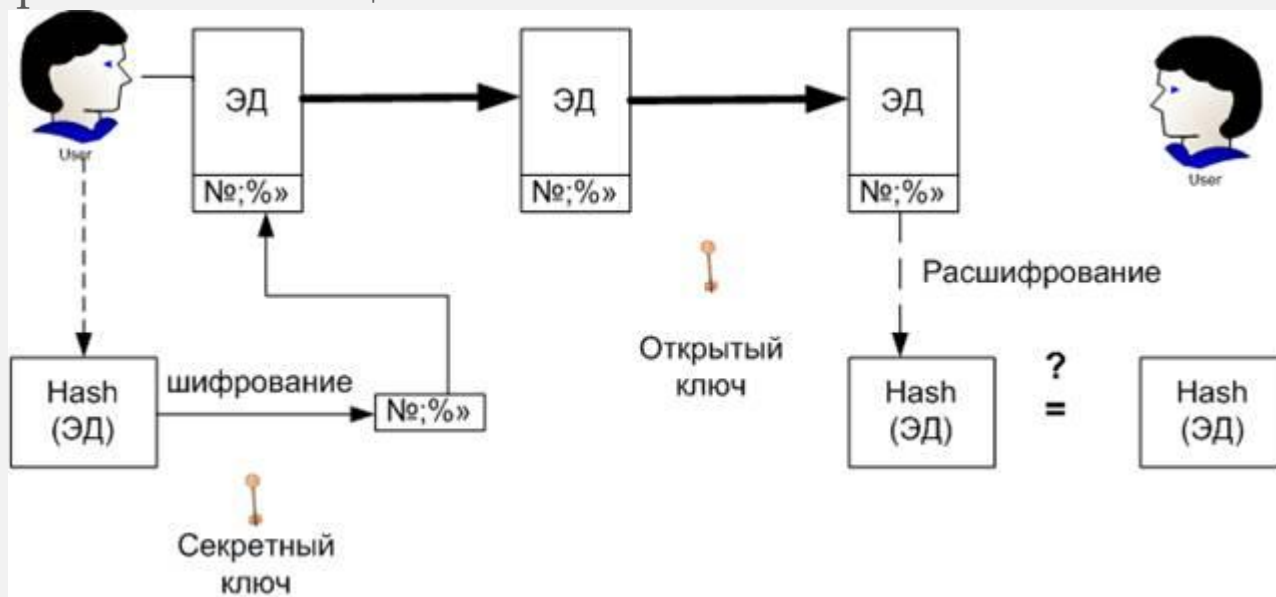 ЭД
ЭД
ЭД
User
User
№;%»
№;%»
№;%»
Расшифрование
Открытый
ключ
Hash
(ЭД)
шифрование
№;%»
Hash
(ЭД)
?
=
Hash
(ЭД)
Секретный
ключ